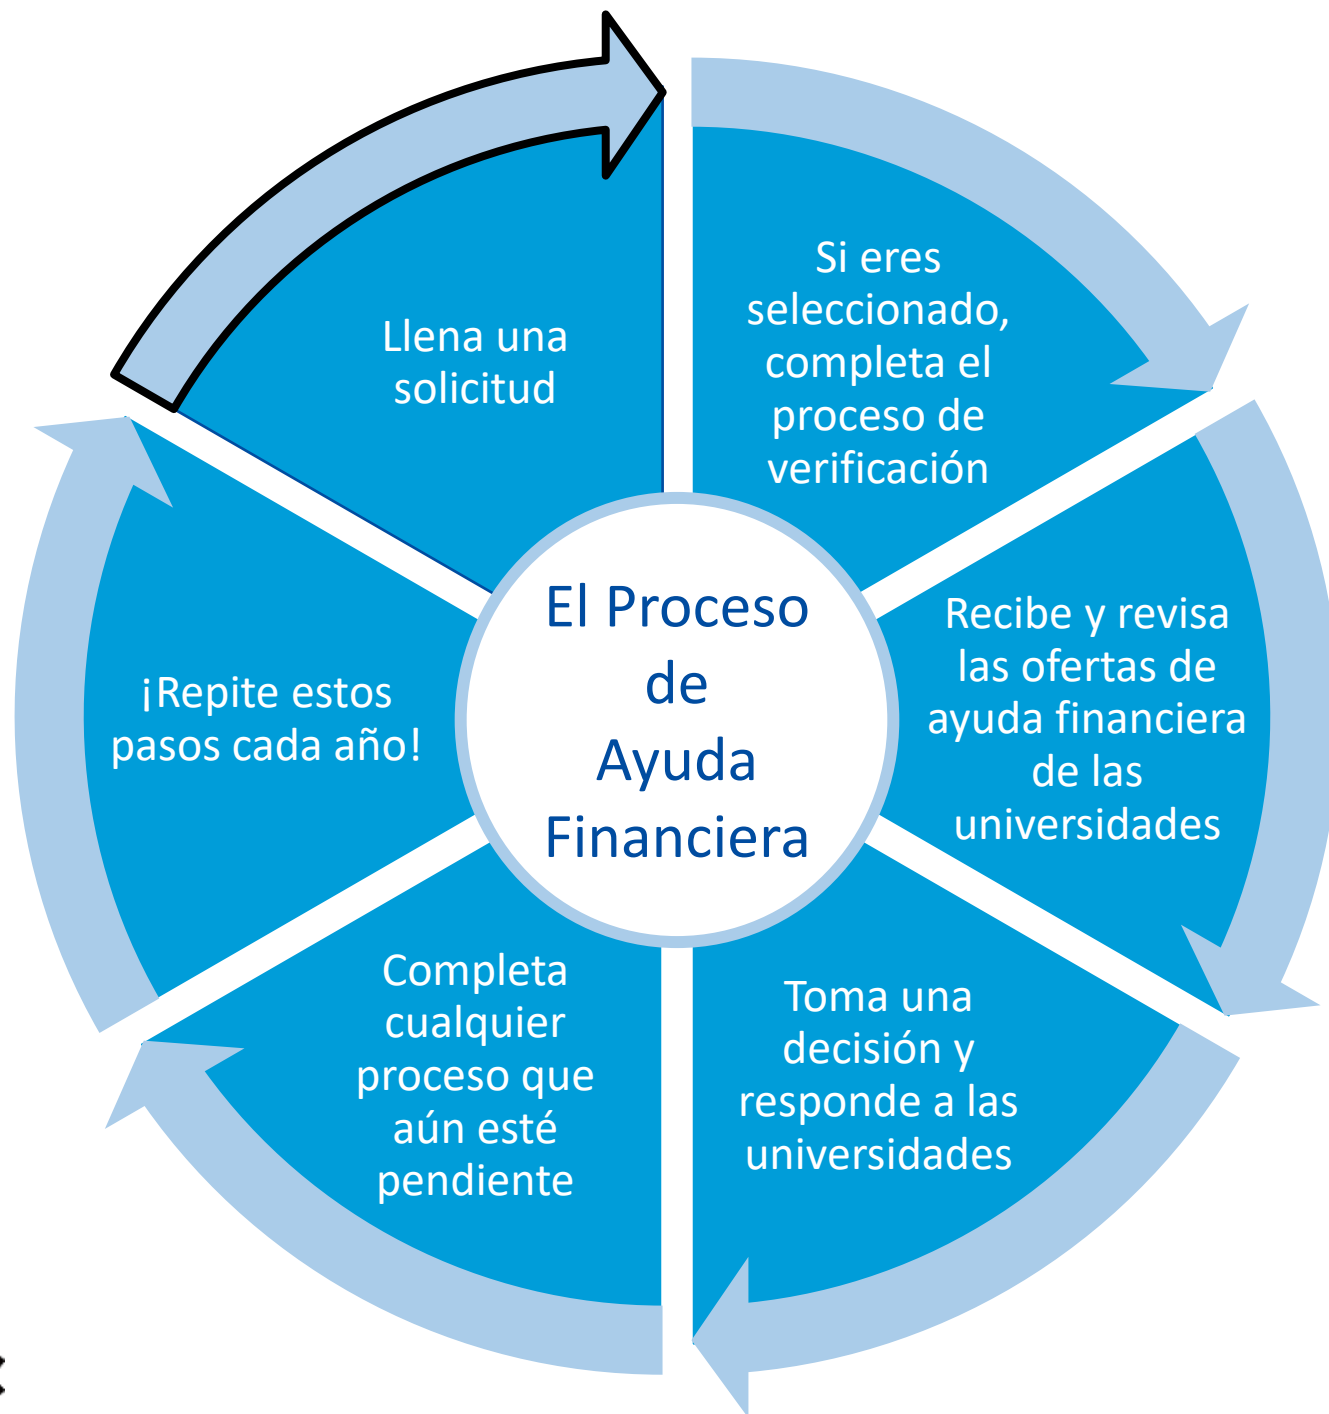 El Proceso
de
Ayuda
Financiera
Llena una
solicitud
Si eres
seleccionado,
completa el
proceso de
verificación
Recibe y revisa
las ofertas de
ayuda financiera
de las
universidades
Toma una
decisión y
responde a las
universidades
Completa
cualquier
proceso que
aún esté
pendiente
¡Repite estos
pasos cada año!